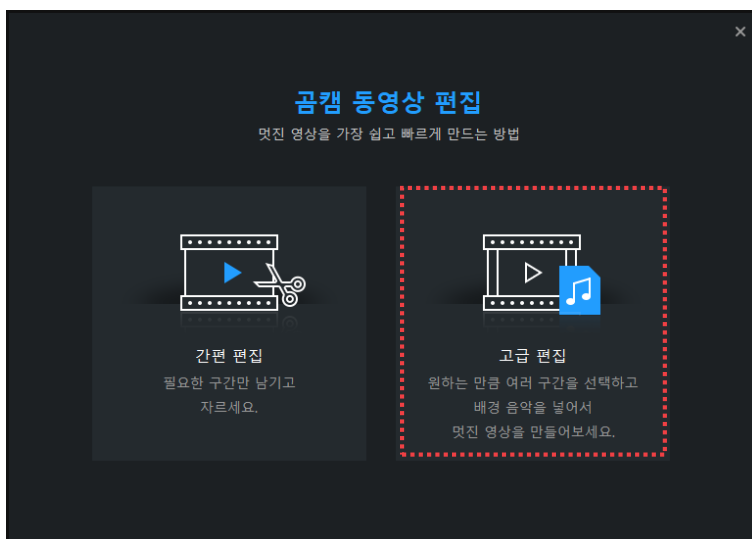 곰캠 동영상 편집
멋진 영상을 가장 쉽고 빠르게 만드는 방법
간편 편집
필요한 구간만 남기고
자르세요.
고급 편집
원하는 만큼 여러 구간을 선택하고
배경 음악을 넣어서
멋진 영상을 만들어보세요.